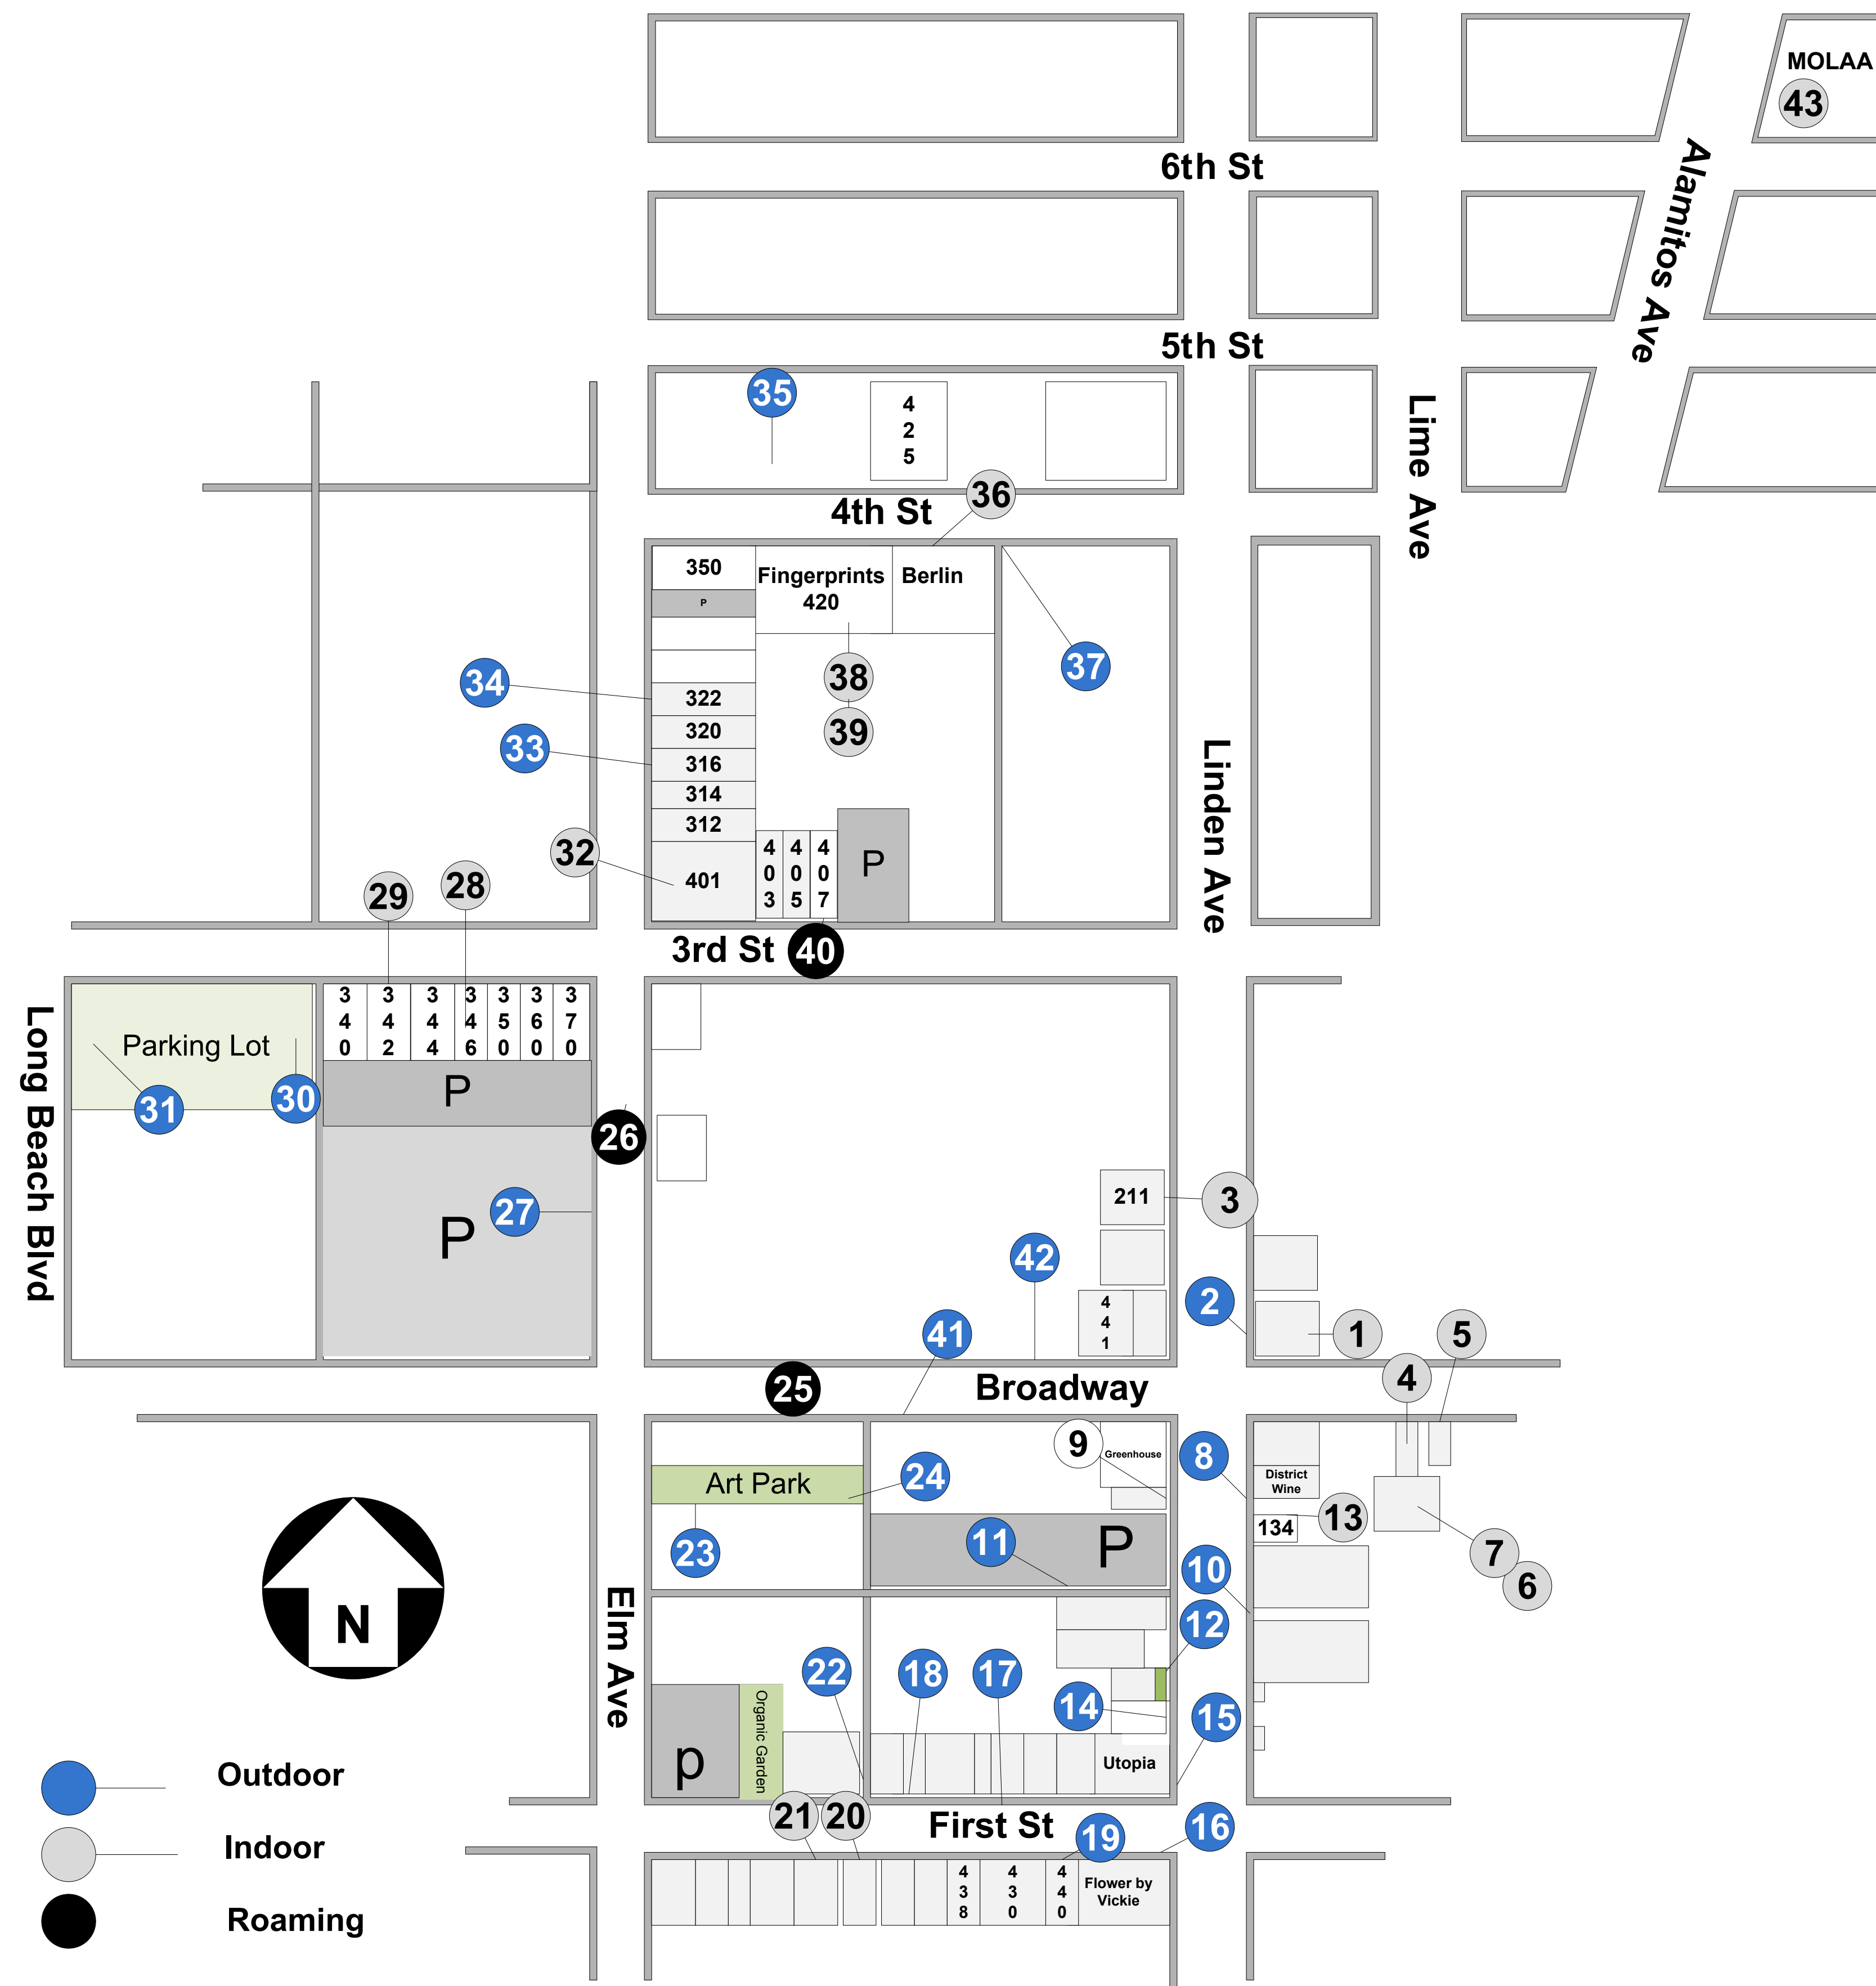 MOLAA
43
6th St
Alamitos Ave
5th St
35
4
2
5
Lime Ave
36
4th St
350
Fingerprints
420
Berlin
P
37
38
39
34
322
320
33
316
314
312
32
401
4
0
3
4
0
5
4
0
7
P
Linden Ave
29
28
3rd St
40
Long Beach Blvd
Parking Lot
31
30
3
4
0
3
4
2
3
4
4
3
4
6
3
5
0
3
6
0
3
7
0
P
26
P
27
211
3
42
2
4
4
1
41
1
5
4
25
Broadway
9
Greenhouse
8
District
Wine
Art Park
24
13
134
23
11
P
7
6
10
N
Elm Ave
12
22
18
17
14
15
p
Organic Garden
Utopia
21
20
First St
19
16
4
3
8
4
3
0
4
4
0
Flower by
Vickie
Outdoor
Indoor
Roaming